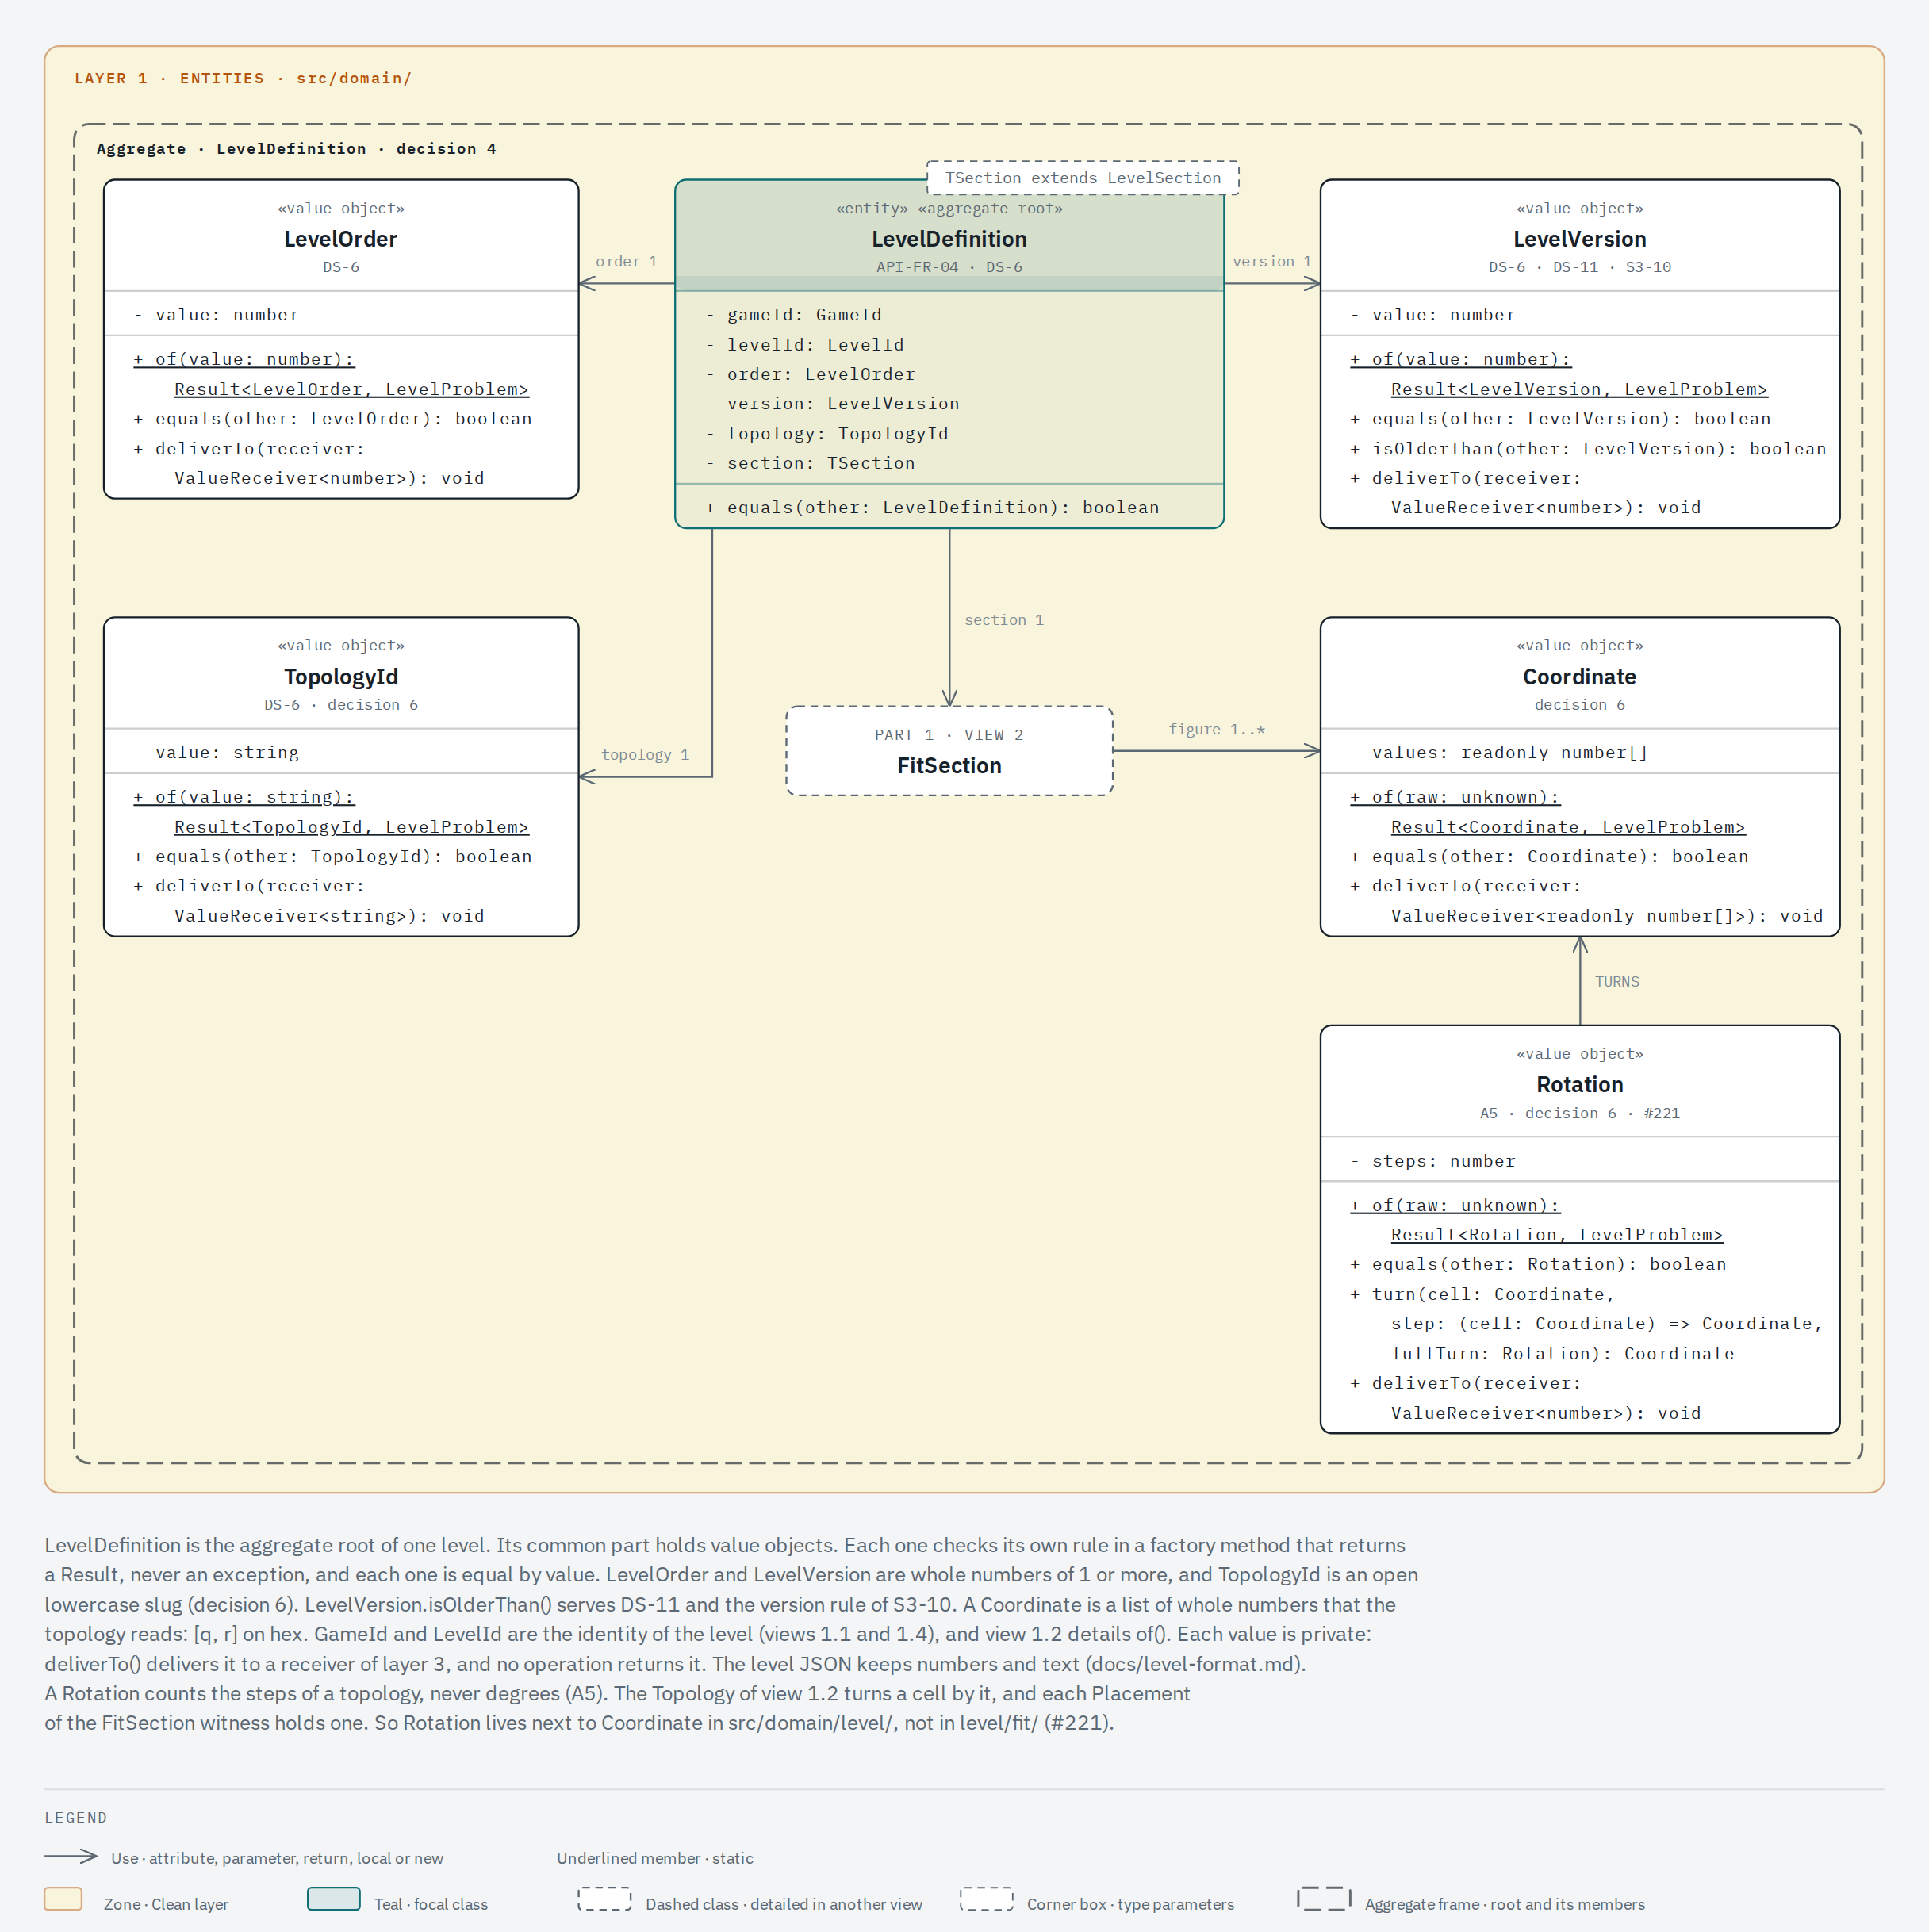 LAYER 1 · ENTITIES · src/domain/
Aggregate · LevelDefinition · decision 4
«value object»
LevelOrder
DS-6
- value: number
+ of(value: number):
Result<LevelOrder, LevelProblem>
+ equals(other: LevelOrder): boolean
+ deliverTo(receiver:
ValueReceiver<number>): void
order 1
TSection extends LevelSection
«entity» «aggregate root»
LevelDefinition
API-FR-04 · DS-6
- gameId: GameId
- levelId: LevelId
- order: LevelOrder
- version: LevelVersion
- topology: TopologyId
- section: TSection
+ equals(other: LevelDefinition): boolean
version 1
«value object»
LevelVersion
DS-6 · DS-11 · S3-10
- value: number
+ of(value: number):
Result<LevelVersion, LevelProblem>
+ equals(other: LevelVersion): boolean
+ isOlderThan(other: LevelVersion): boolean
+ deliverTo(receiver:
ValueReceiver<number>): void
«value object»
TopologyId
DS-6 · decision 6
- value: string
+ of(value: string):
Result<TopologyId, LevelProblem>
+ equals(other: TopologyId): boolean
+ deliverTo(receiver:
ValueReceiver<string>): void
topology 1
section 1
PART 1 · VIEW 2
FitSection
figure 1..*
«value object»
Coordinate
decision 6
- values: readonly number[]
+ of(raw: unknown):
Result<Coordinate, LevelProblem>
+ equals(other: Coordinate): boolean
+ deliverTo(receiver:
ValueReceiver<readonly number[]>): void
TURNS
«value object»
Rotation
A5 · decision 6 · #221
- steps: number
+ of(raw: unknown):
Result<Rotation, LevelProblem>
+ equals(other: Rotation): boolean
+ turn(cell: Coordinate,
step: (cell: Coordinate) => Coordinate,
fullTurn: Rotation): Coordinate
+ deliverTo(receiver:
ValueReceiver<number>): void
LevelDefinition is the aggregate root of one level. Its common part holds value objects. Each one checks its own rule in a factory method that returns
a Result, never an exception, and each one is equal by value. LevelOrder and LevelVersion are whole numbers of 1 or more, and TopologyId is an open
lowercase slug (decision 6). LevelVersion.isOlderThan() serves DS-11 and the version rule of S3-10. A Coordinate is a list of whole numbers that the
topology reads: [q, r] on hex. GameId and LevelId are the identity of the level (views 1.1 and 1.4), and view 1.2 details of(). Each value is private:
deliverTo() delivers it to a receiver of layer 3, and no operation returns it. The level JSON keeps numbers and text (docs/level-format.md).
A Rotation counts the steps of a topology, never degrees (A5). The Topology of view 1.2 turns a cell by it, and each Placement
of the FitSection witness holds one. So Rotation lives next to Coordinate in src/domain/level/, not in level/fit/ (#221).
LEGEND
Use · attribute, parameter, return, local or new
Underlined member · static
Zone · Clean layer
Teal · focal class
Dashed class · detailed in another view
Corner box · type parameters
Aggregate frame · root and its members